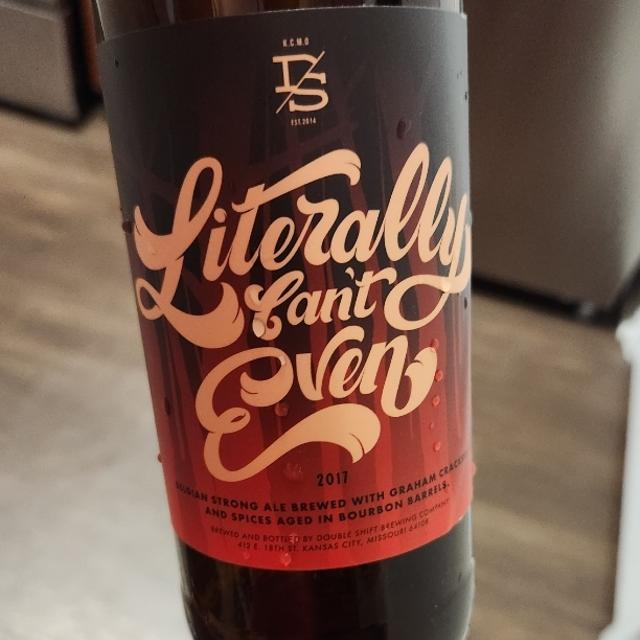 K.C.M.O
D/S
EST. 2014
Literally
Can't
Even
2017
BELGIAN STRONG ALE BREWED WITH GRAHAM CRACKERS
AND SPICES AGED IN BOURBON BARRELS.
BREWED AND BOTTLED BY DOUBLE SHIFT BREWING COMPANY
412 E. 18TH ST. KANSAS CITY, MISSOURI 64108